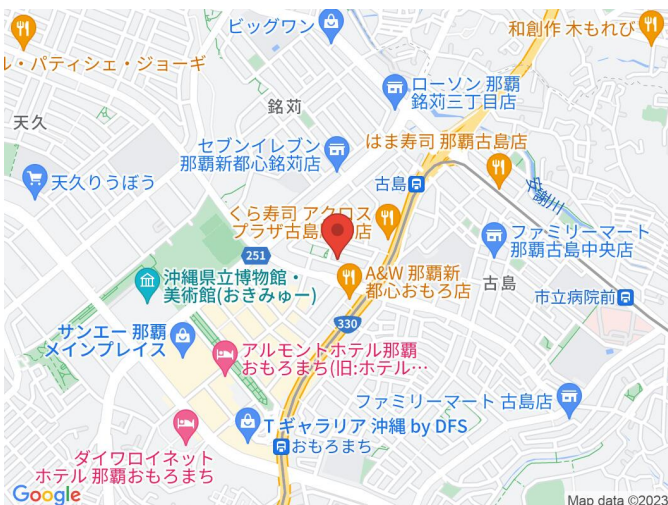 ビッグワン
和創作 木もれび
ル・パティシェ・ジョーギ
ローソン 那覇
銘苅三丁目店
銘苅
天久
セブンイレブン
那覇新都心銘苅店
はま寿司 那覇古島店
天久りうぼう
古島
安謝川
くら寿司 アクロス
プラザ古島
店
ファミリーマート
那覇古島中央店
251
沖縄県立博物館・
美術館(おきみゅー)
A&W 那覇新
都心おもろ店
古島
市立病院前
330
サンエー 那覇
メインプレイス
アルモントホテル那覇
おもろまち(旧:ホテル…
ファミリーマート 古島店
T ギャラリア 沖縄 by DFS
おもろまち
ダイワロイネット
ホテル 那覇おもろまち
Google
Map data ©2023